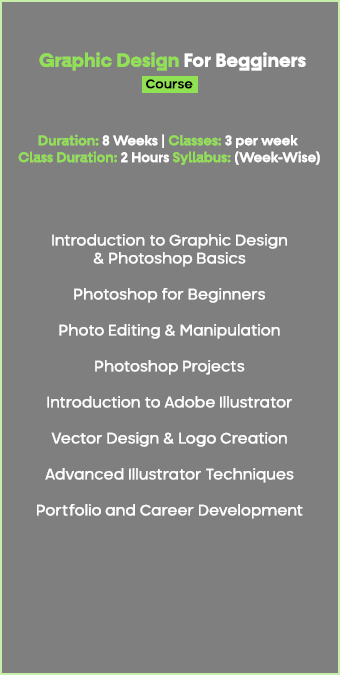 Graphic Design For Begginers
Course
Duration: 8 Weeks | Classes: 3 per week
Class Duration: 2 Hours Syllabus: (Week-Wise)
Introduction to Graphic Design
& Photoshop Basics
Photoshop for Beginners
Photo Editing & Manipulation
Photoshop Projects
Introduction to Adobe Illustrator
Vector Design & Logo Creation
Advanced Illustrator Techniques
Portfolio and Career Development